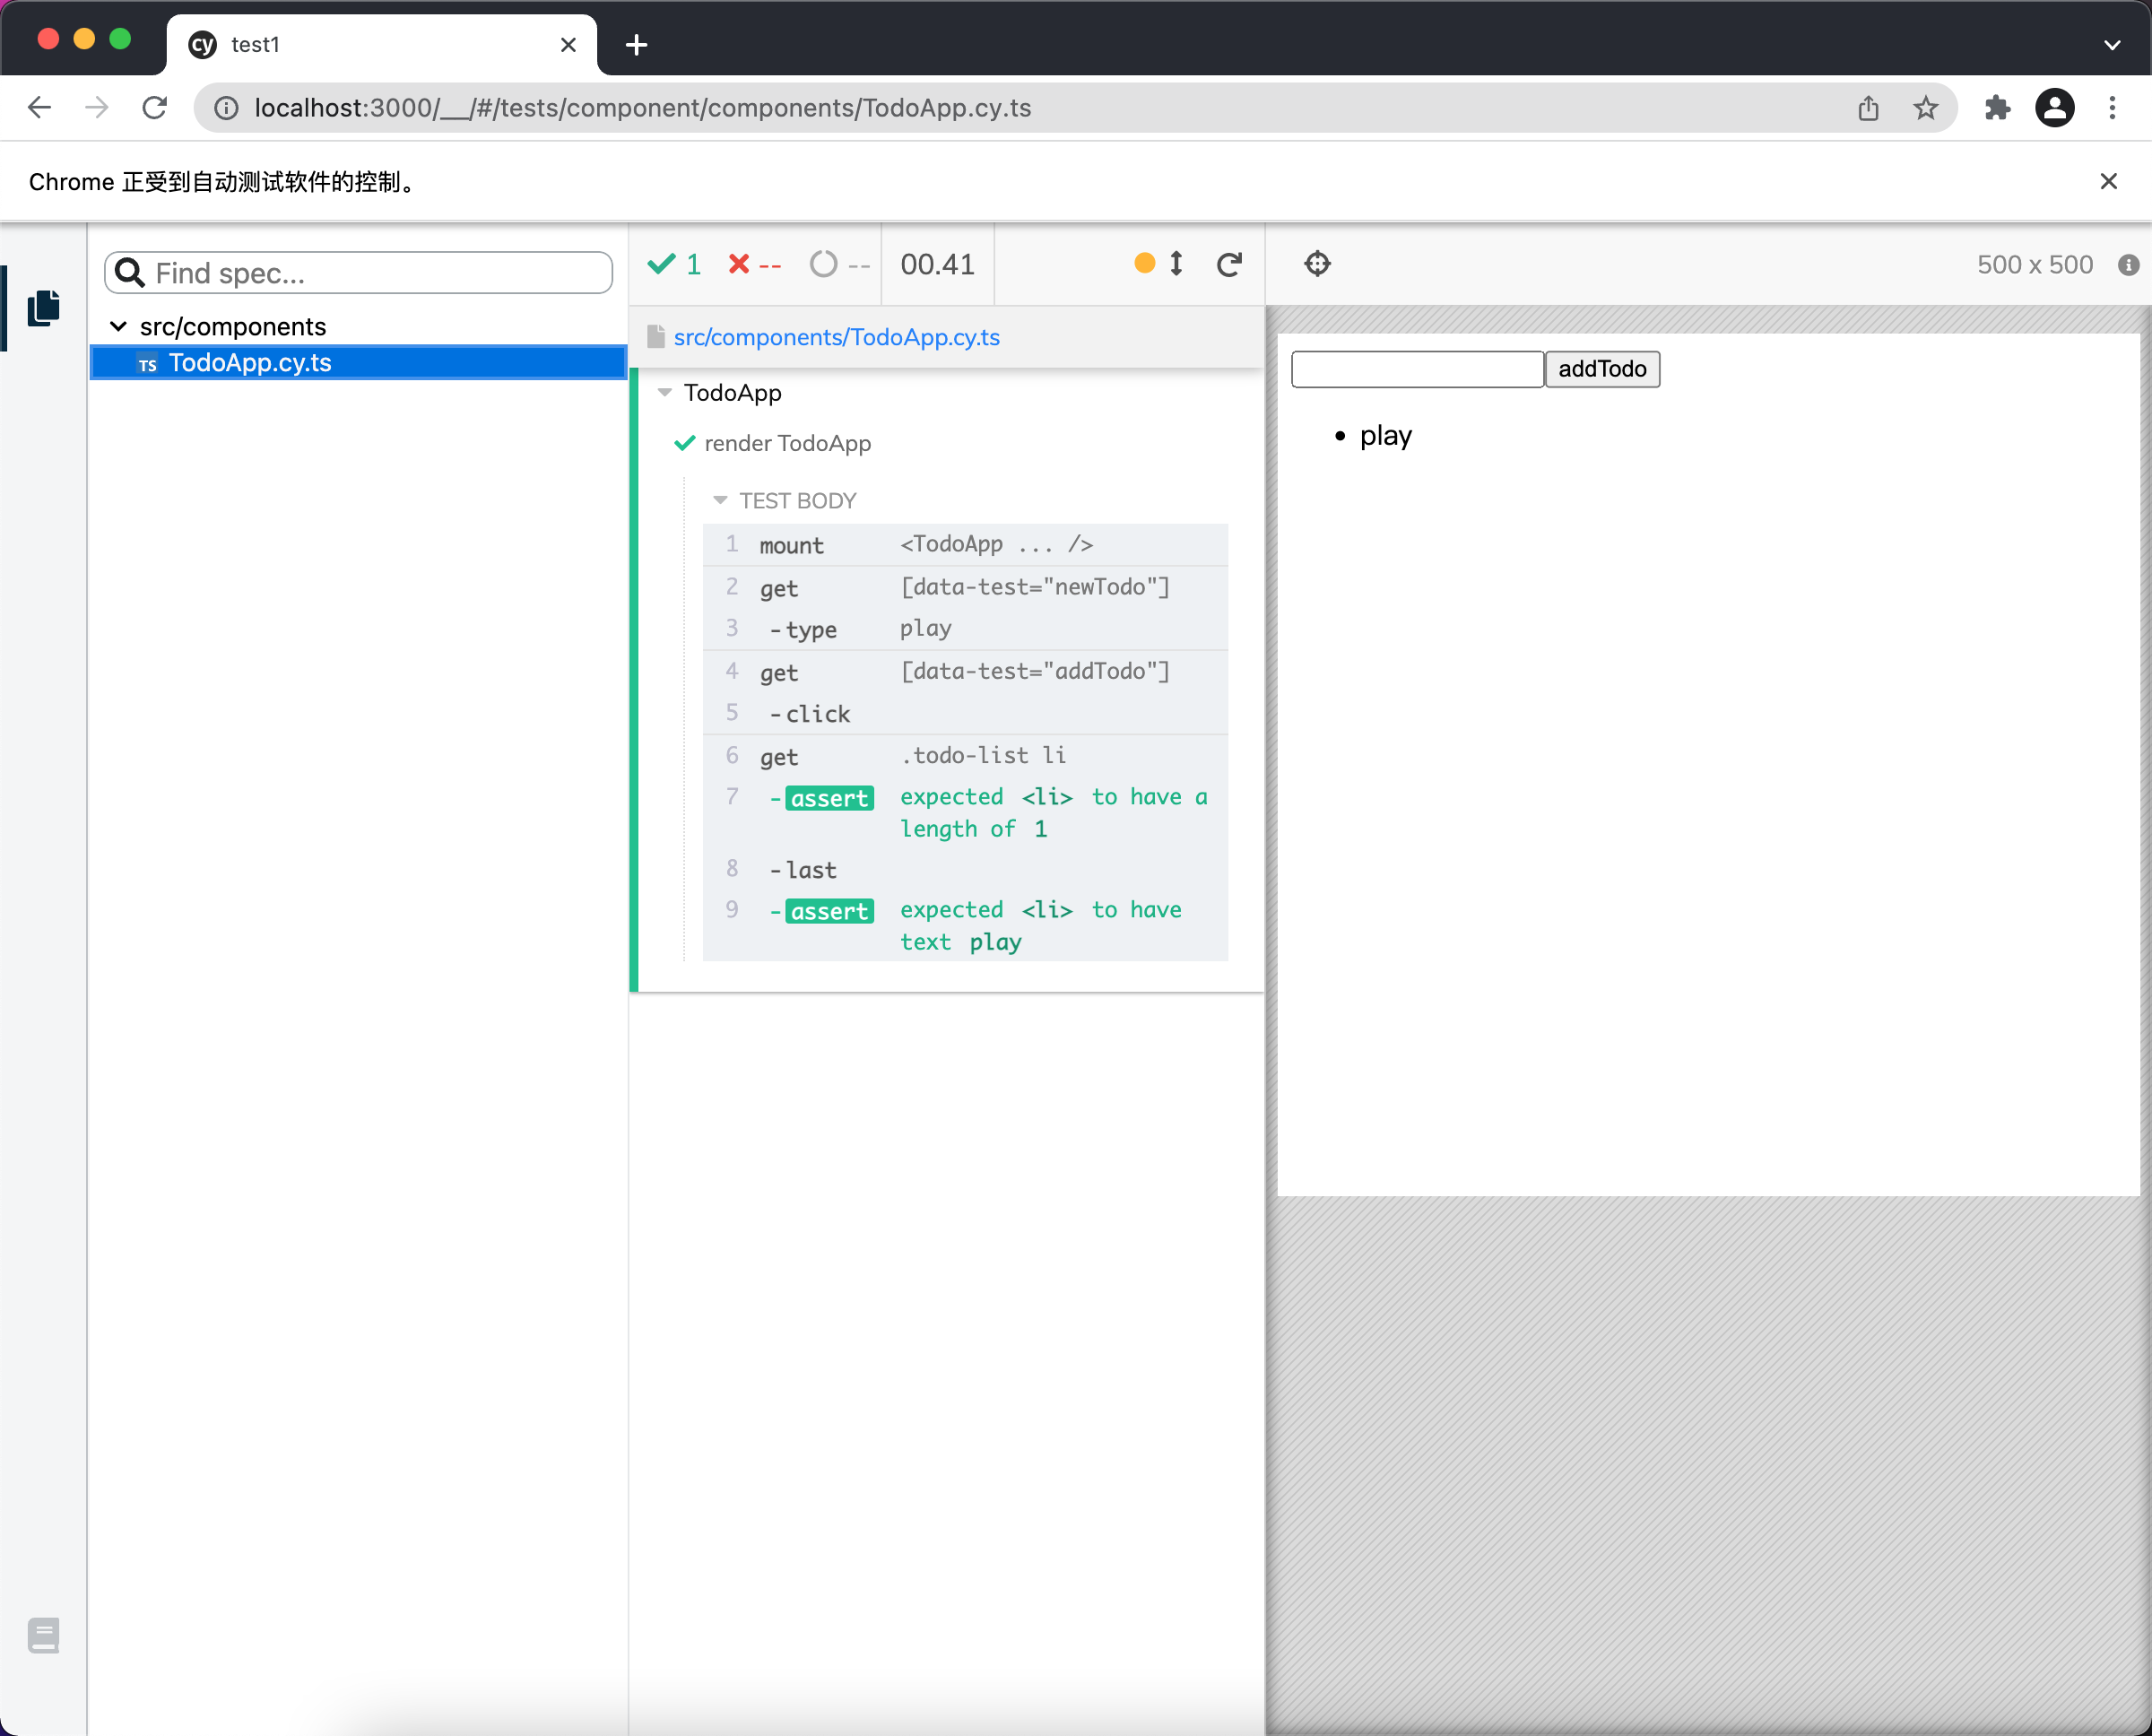 cy test1
localhost:3000/__/#/tests/component/components/TodoApp.cy.ts
Chrome 正受到自动测试软件的控制。
Find spec...
src/components
TS TodoApp.cy.ts
1 -- -- 00.41
500 x 500
src/components/TodoApp.cy.ts
TodoApp
render TodoApp
TEST BODY
1 mount <TodoApp ... />
2 get [data-test="newTodo"]
3 -type play
4 get [data-test="addTodo"]
5 -click
6 get .todo-list li
7 -assert expected <li> to have a
length of 1
8 -last
9 -assert expected <li> to have
text play
addTodo
• play